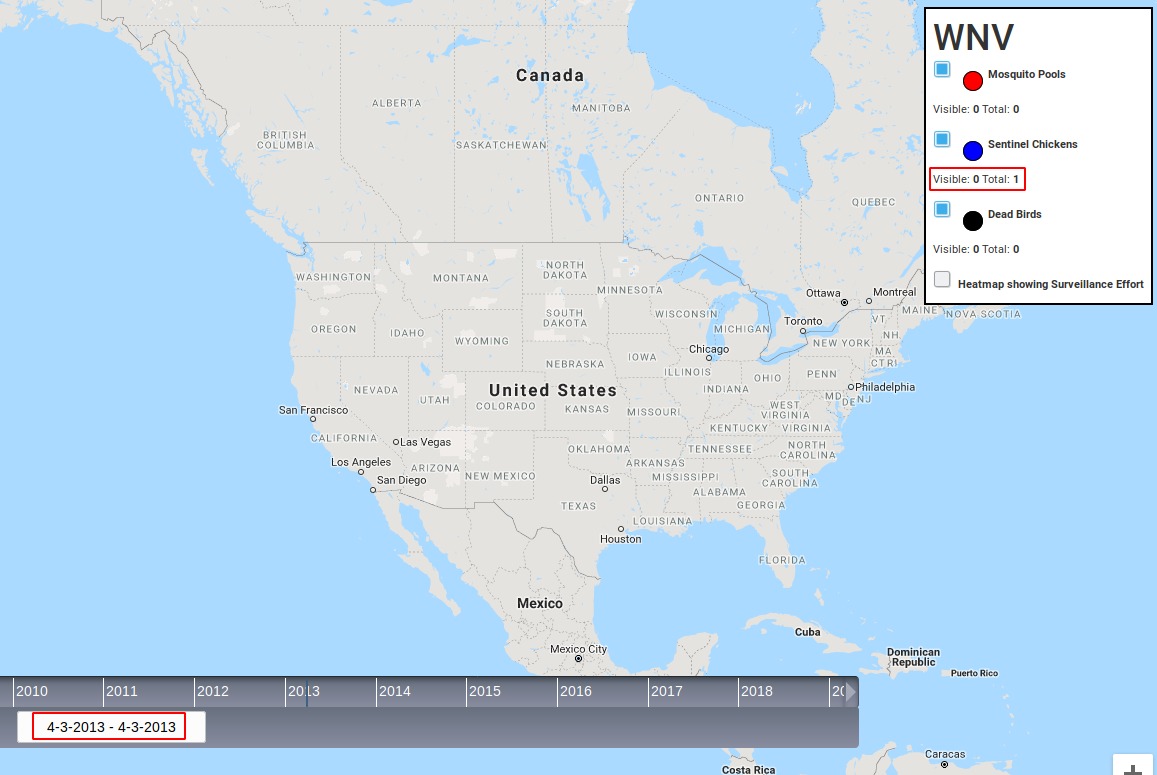 WNV
Mosquito Pools
Visible: 0 Total: 0
Sentinel Chickens
Visible: 0 Total: 1
Dead Birds
Visible: 0 Total: 0
Heatmap showing Surveillance Effort
Canada
ALBERTA
MANITOBA
BRITISH
COLUMBIA
SASKATCHEWAN
ONTARIO
QUEBEC
WASHINGTON
MONTANA
NORTH
DAKOTA
MINNESOTA
Ottawa
Montreal
MAINE
NOVA SCOTIA
OREGON
IDAHO
SOUTH
DAKOTA
WISCONSIN
MICHIGAN
Toronto
VT
NH
WYOMING
NEW YORK
MA
CT
RI
Chicago
IOWA
NEBRASKA
ILLINOIS
INDIANA
OHIO
PENN
Philadelphia
MD
DE
NJ
NEVADA
UTAH
United States
COLORADO
KANSAS
MISSOURI
WEST
VIRGINIA
KENTUCKY
VIRGINIA
San Francisco
CALIFORNIA
Las Vegas
OKLAHOMA
TENNESSEE
NORTH
CAROLINA
Los Angeles
ARIZONA
NEW MEXICO
ARKANSAS
MISSISSIPPI
SOUTH
CAROLINA
San Diego
Dallas
ALABAMA
GEORGIA
TEXAS
LOUISIANA
Houston
FLORIDA
Mexico
Mexico City
Cuba
Dominican
Republic
Puerto Rico
2010
2011
2012
2013
2014
2015
2016
2017
2018
4-3-2013 - 4-3-2013
Caracas
Costa Rica
+